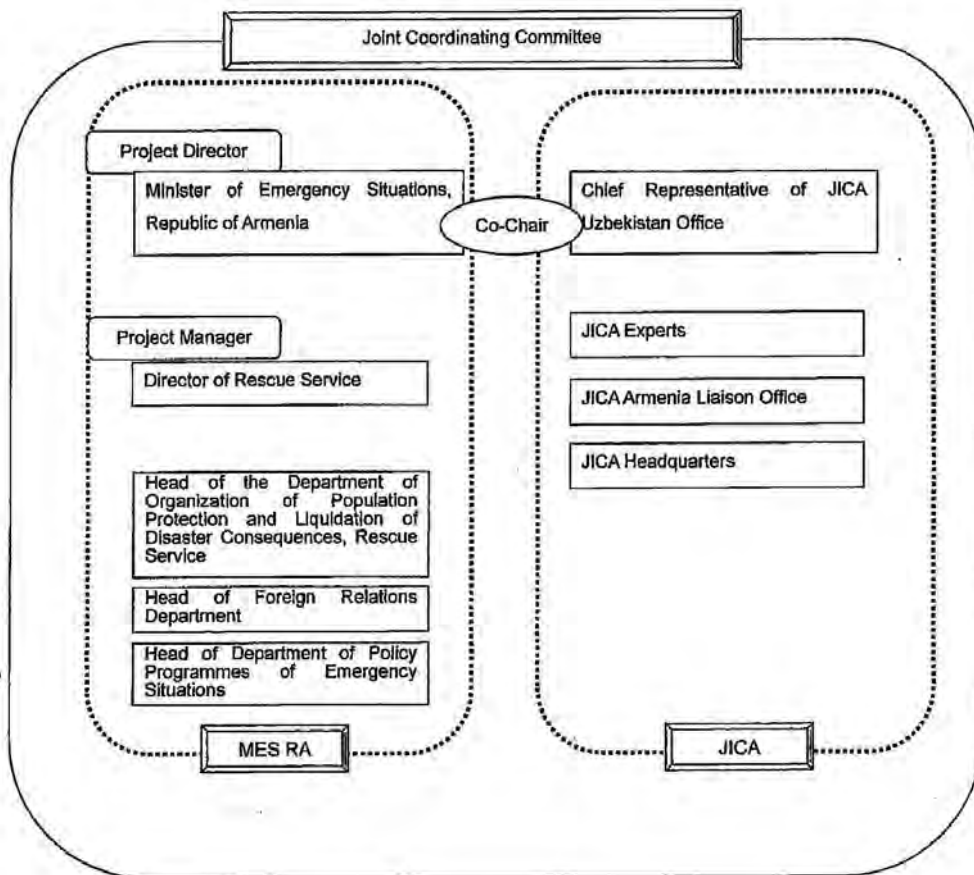 Joint Coordinating Committee
Project Director
Minister of Emergency Situations,
Republic of Armenia
Co-Chair
Chief Representative of JICA
Uzbekistan Office
Project Manager
Director of Rescue Service
JICA Experts
JICA Armenia Liaison Office
JICA Headquarters
Head of the Department of
Organization of Population
Protection and Liquidation of
Disaster Consequences, Rescue
Service
Head of Foreign Relations
Department
Head of Department of Policy
Programmes of Emergency
Situations
MES RA
JICA